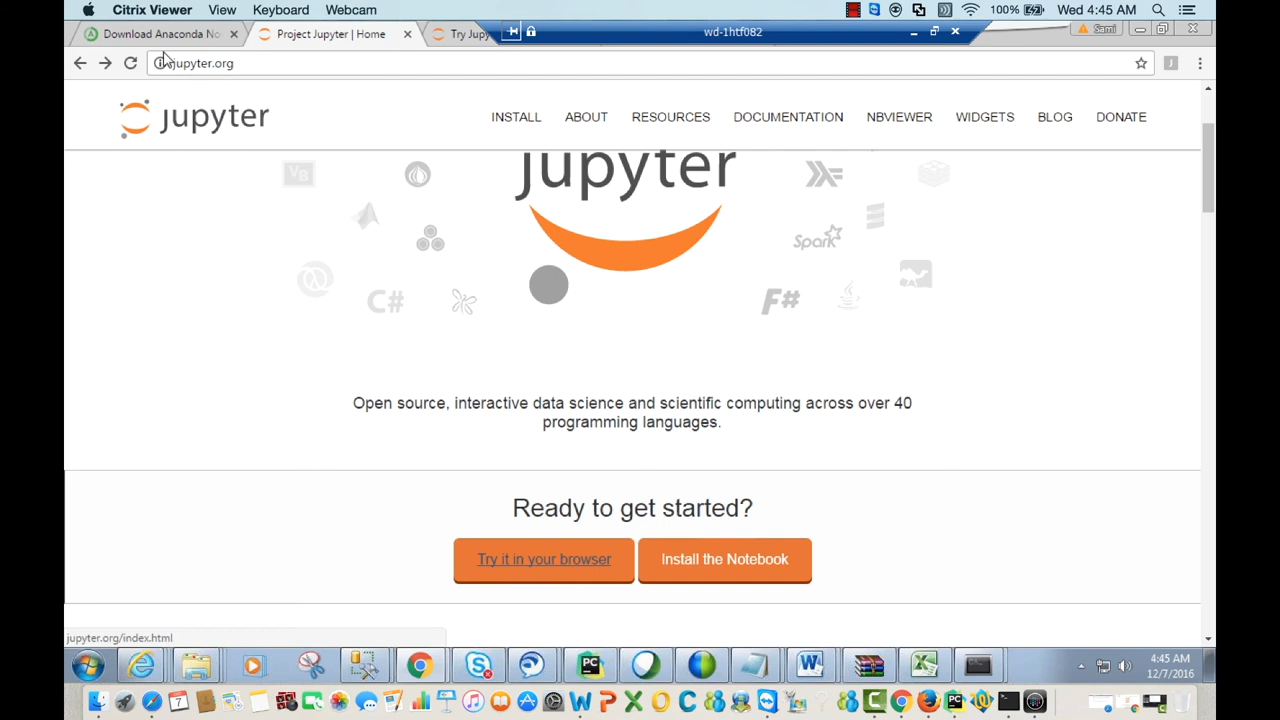 Citrix Viewer View Keyboard Webcam 100% Wed 4:45 AM
Download Anaconda No
Project Jupyter | Home
Try Jupy
wd-1htf082
Sami
jupyter.org
J
jupyter
INSTALL ABOUT RESOURCES DOCUMENTATION NBVIEWER WIDGETS BLOG DONATE
jupyter
VB
Spark
C#
F#
Open source, interactive data science and scientific computing across over 40
programming languages.
Ready to get started?
Try it in your browser
Install the Notebook
jupyter.org/index.html
PC
4:45 AM
12/7/2016